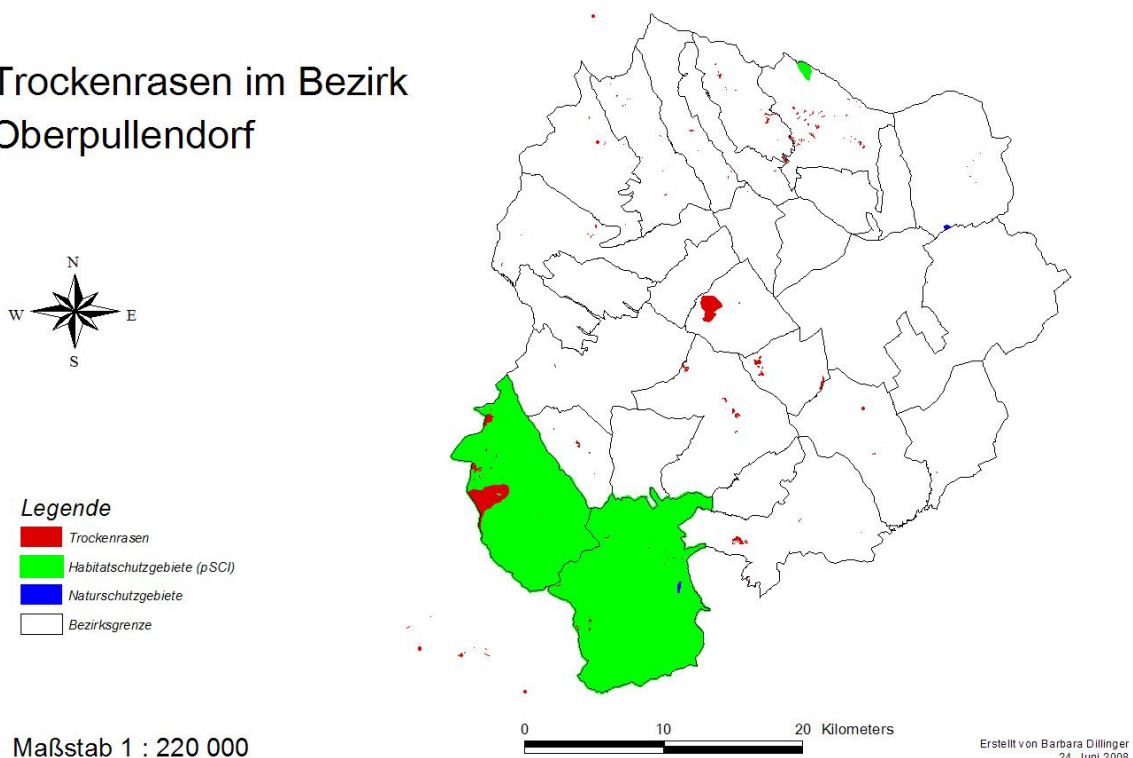 Trockenrasen im Bezirk
Oberpullendorf
N
W E
S
Legende
Trockenrasen
Habitatschutzgebiete (pSCI)
Naturschutzgebiete
Bezirksgrenze
Maßstab 1 : 220 000
0 10 20 Kilometers
Erstellt von Barbara Dillinger
24. Juni 2008